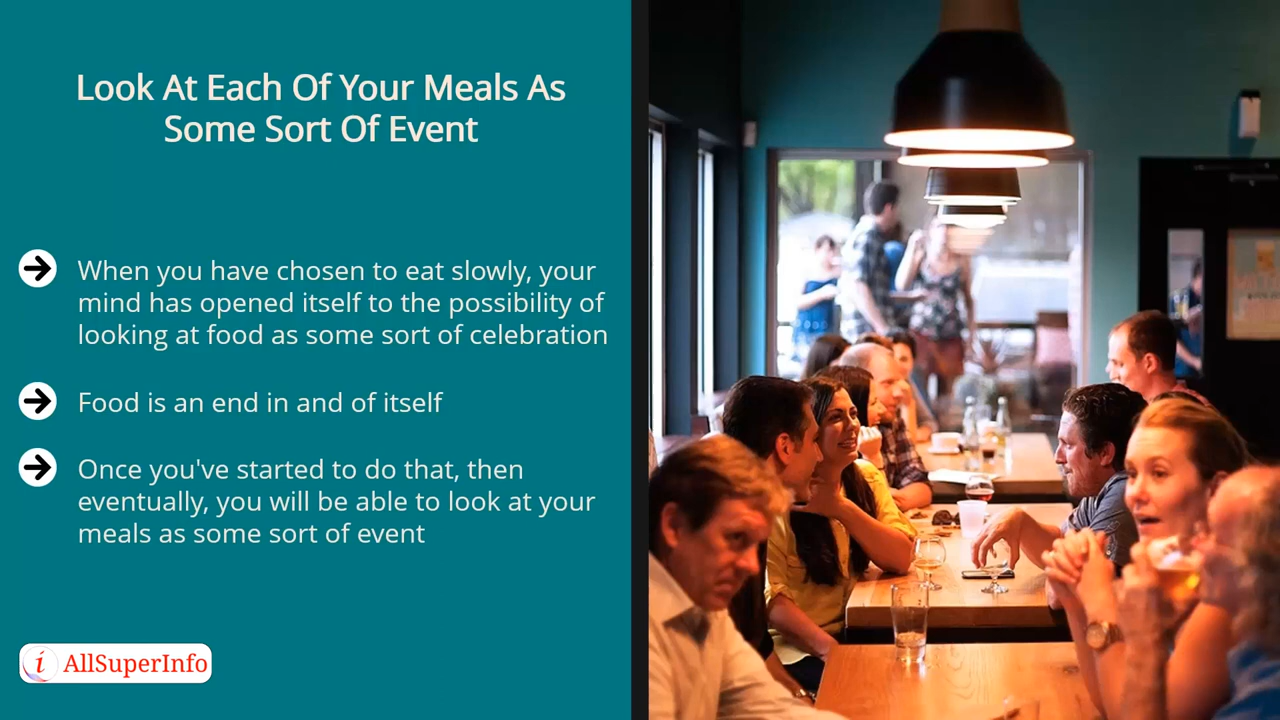 Look At Each Of Your Meals As
Some Sort Of Event
When you have chosen to eat slowly, your
mind has opened itself to the possibility of
looking at food as some sort of celebration
Food is an end in and of itself
Once you've started to do that, then
eventually, you will be able to look at your
meals as some sort of event
i AllSuperInfo